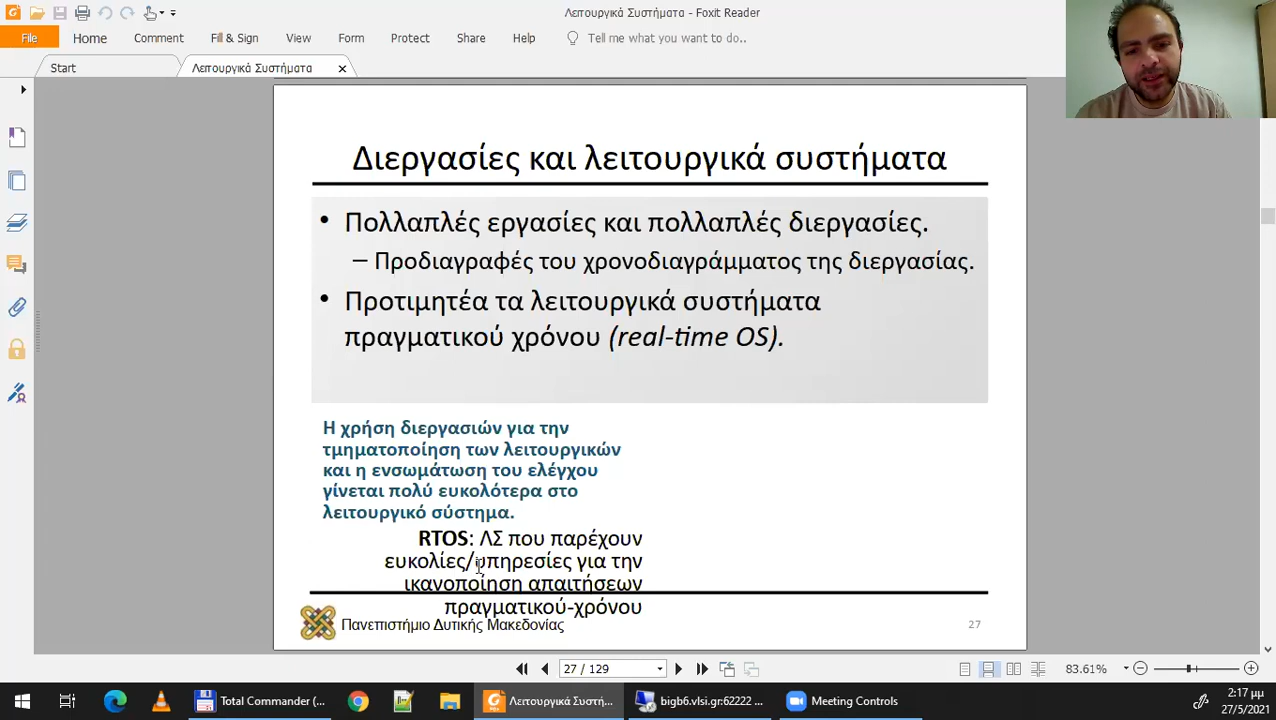 Λειτουργικά Συστήματα - Foxit Reader
File Home Comment Fill & Sign View Form Protect Share Help Tell me what you want to do..
Start Λειτουργικά Συστήματα
Διεργασίες και λειτουργικά συστήματα
• Πολλαπλές εργασίες και πολλαπλές διεργασίες.
– Προδιαγραφές του χρονοδιαγράμματος της διεργασίας.
• Προτιμητέα τα λειτουργικά συστήματα
πραγματικού χρόνου (real-time OS).
Η χρήση διεργασιών για την
τμηματοποίηση των λειτουργικών
και η ενσωμάτωση του ελέγχου
γίνεται πολύ ευκολότερα στο
λειτουργικό σύστημα.
RTOS: ΛΣ που παρέχουν
ευκολίες/υπηρεσίες για την
ικανοποίηση απαιτήσεων
πραγματικού-χρόνου
Πανεπιστήμιο Δυτικής Μακεδονίας
27
27 / 129
83.61%
Total Commander (... Λειτουργικά Συστή... bigb6.vlsi.gr:62222 ... Meeting Controls
2:17 μμ
27/5/2021